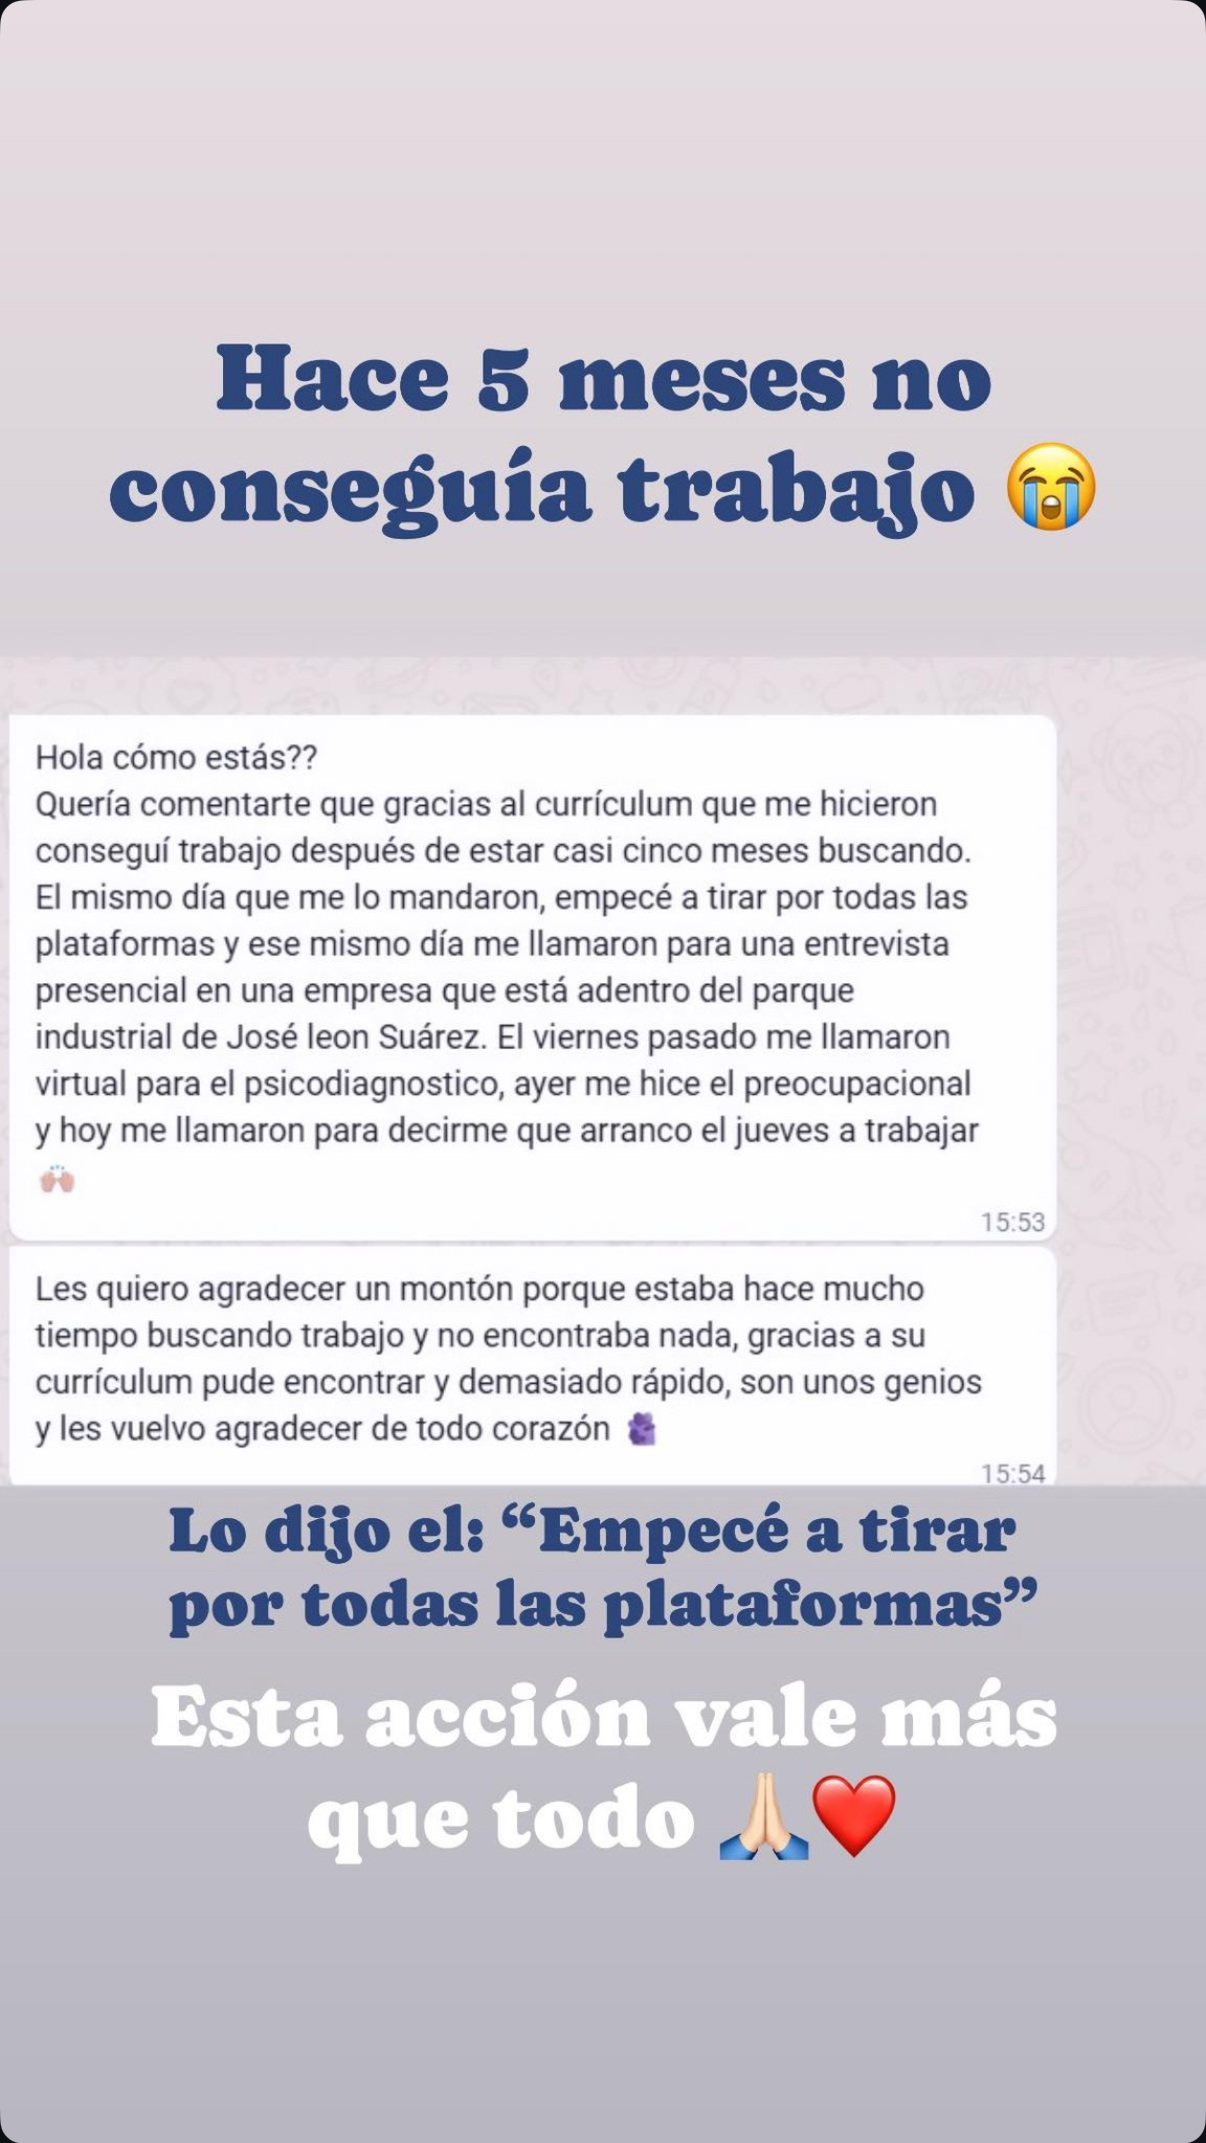 Hace 5 meses no
conseguía trabajo 😭
Hola cómo estás??
Quería comentarte que gracias al currículum que me hicieron
conseguí trabajo después de estar casi cinco meses buscando.
El mismo día que me lo mandaron, empecé a tirar por todas las
plataformas y ese mismo día me llamaron para una entrevista
presencial en una empresa que está adentro del parque
industrial de José leon Suárez. El viernes pasado me llamaron
virtual para el psicodiagnostico, ayer me hice el preocupacional
y hoy me llamaron para decirme que arranco el jueves a trabajar
🙌🏼
15:53
Les quiero agradecer un montón porque estaba hace mucho
tiempo buscando trabajo y no encontraba nada, gracias a su
currículum pude encontrar y demasiado rápido, son unos genios
y les vuelvo agradecer de todo corazón 🫂
15:54
Lo dijo el: “Empecé a tirar
por todas las plataformas”
Esta acción vale más
que todo 🙏🏻❤️